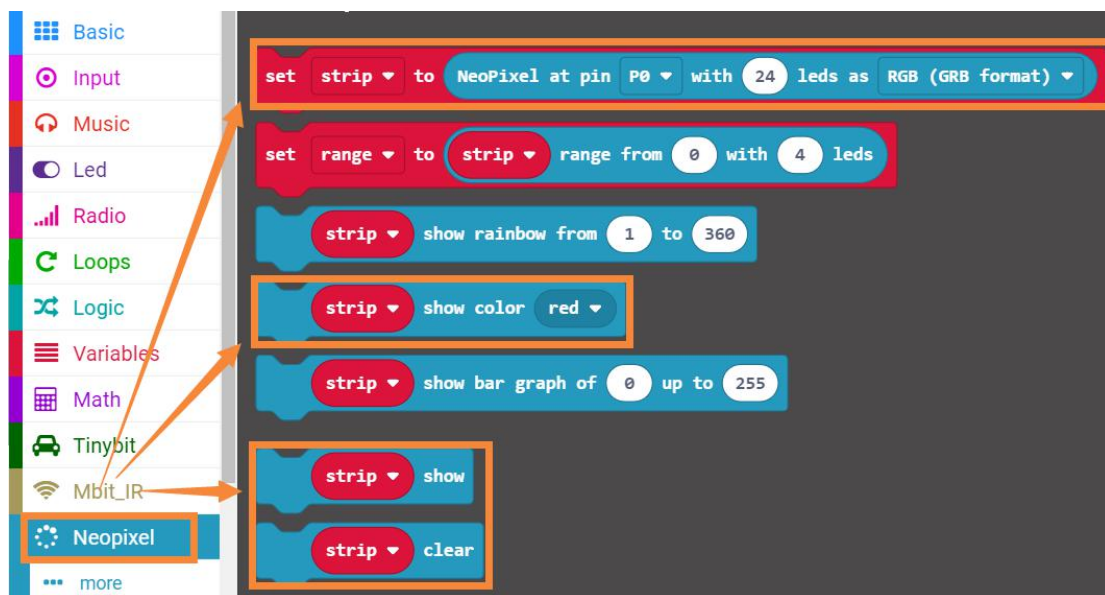 Basic
Input
Music
Led
Radio
Loops
Logic
Variables
Math
Tinybit
Mbit_IR
Neopixel
more
set strip to NeoPixel at pin P0 with 24 leds as RGB (GRB format)
set range to strip range from 0 with 4 leds
strip show rainbow from 1 to 360
strip show color red
strip show bar graph of 0 up to 255
strip show
strip clear